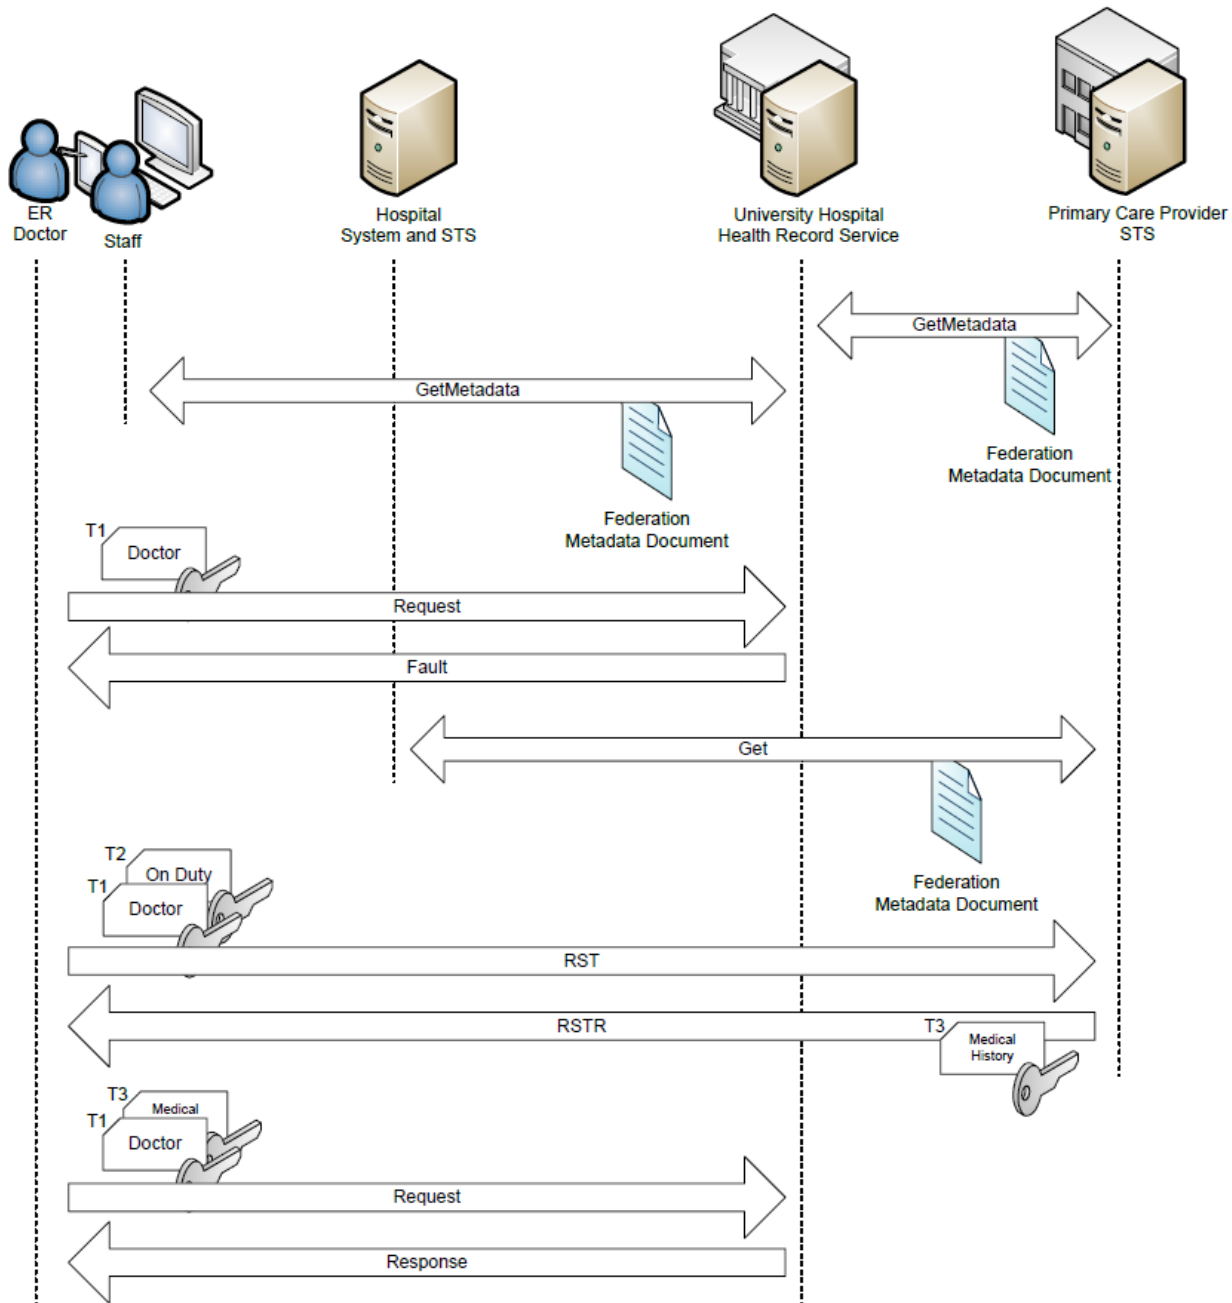 ER
Doctor
Staff
Hospital
System and STS
University Hospital
Health Record Service
Primary Care Provider
STS
GetMetadata
GetMetadata
Federation
Metadata Document
Federation
Metadata Document
T1
Doctor
Request
Fault
Get
Federation
Metadata Document
T2
On Duty
T1
Doctor
RST
RSTR
T3
Medical
History
T3
Medical
T1
Doctor
Request
Response